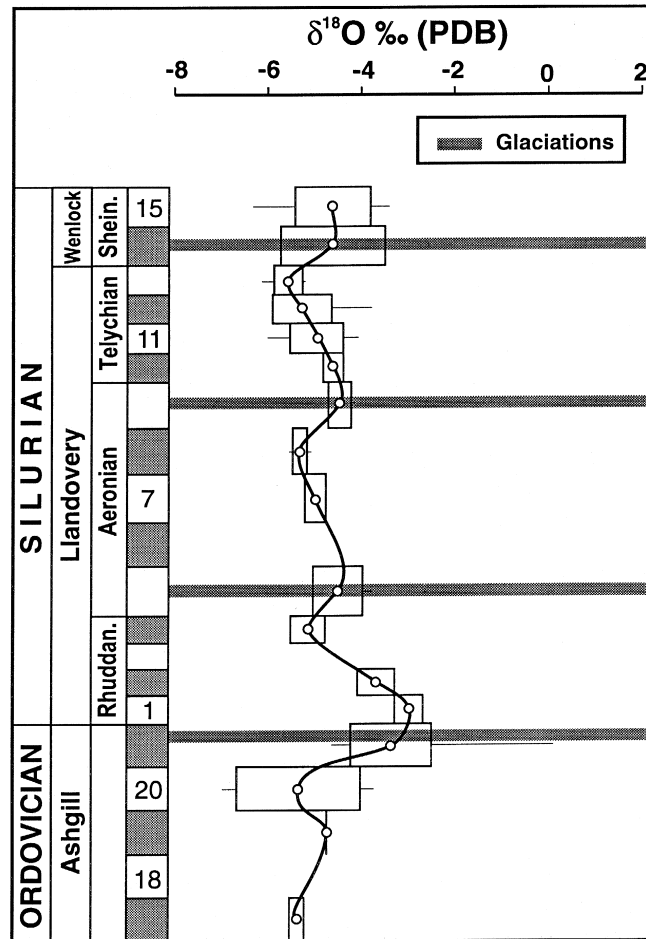 δ18O ‰ (PDB)
-8 -6 -4 -2 0 2
Glaciations
SILURIAN
ORDOVICIAN
Wenlock
Llandovery
Ashgill
Shein.
Telychian
Aeronian
Rhuddan.
15
11
7
1
20
18